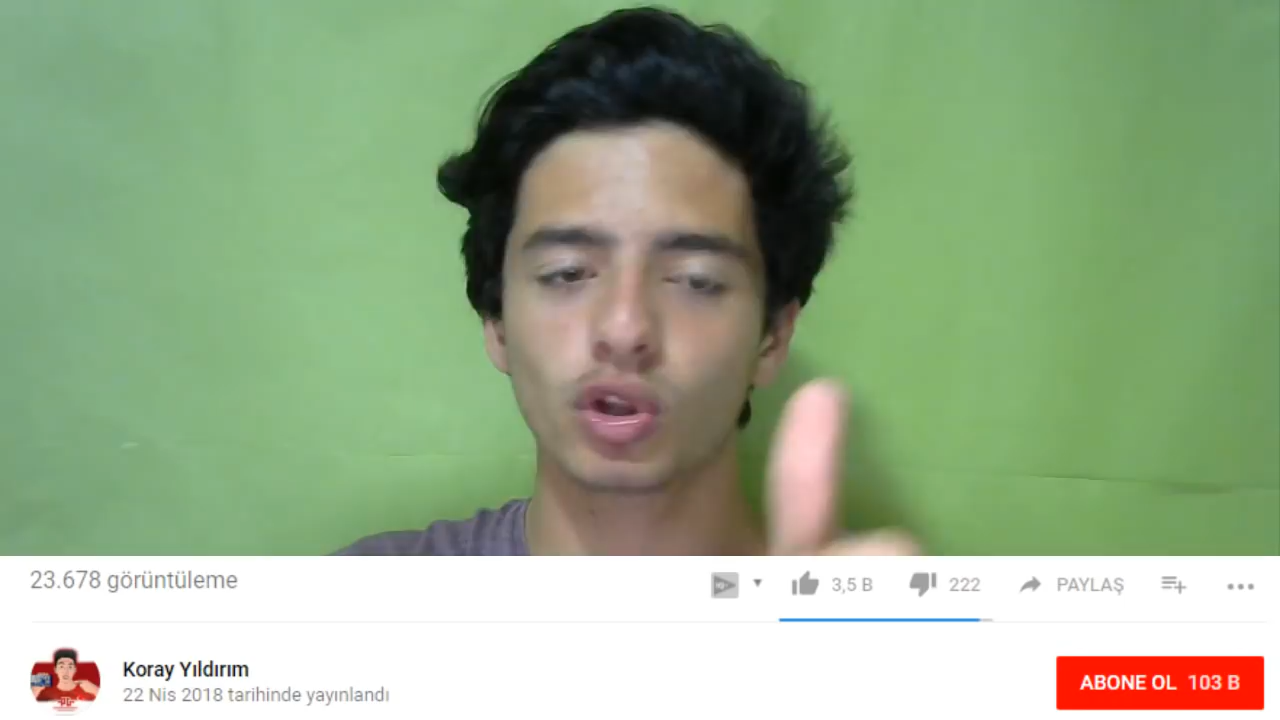 23.678 görüntüleme
3,5 B
222
PAYLAŞ
Koray Yıldırım
22 Nis 2018 tarihinde yayınlandı
ABONE OL 103 B